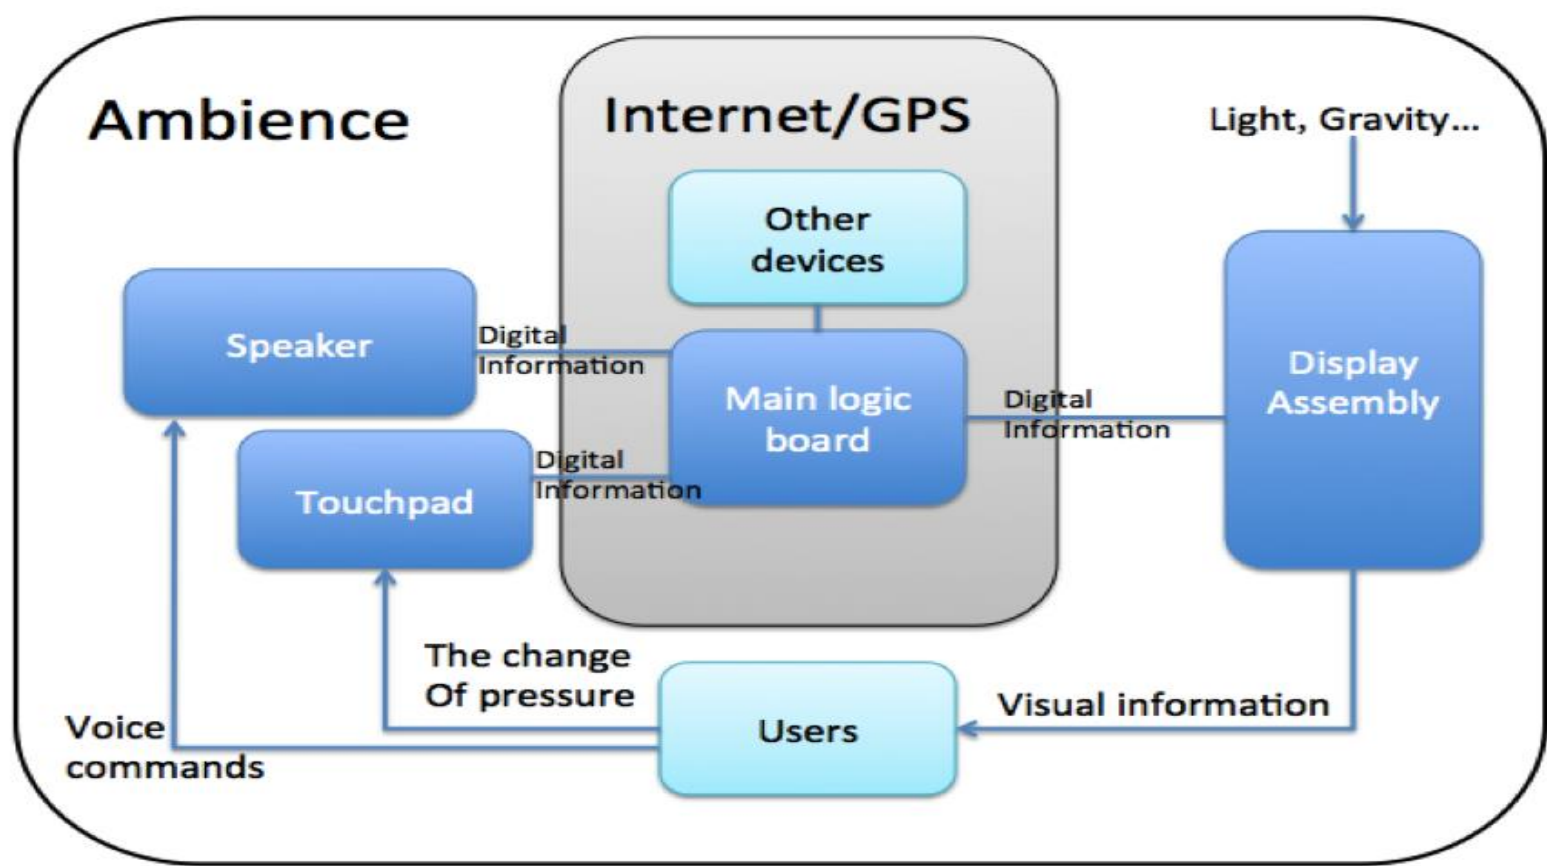 Ambience
Internet/GPS
Light, Gravity...
Other
devices
Speaker
Digital
Information
Main logic
board
Display
Assembly
Digital
Information
Touchpad
Digital
Information
The change
Of pressure
Users
Visual information
Voice
commands